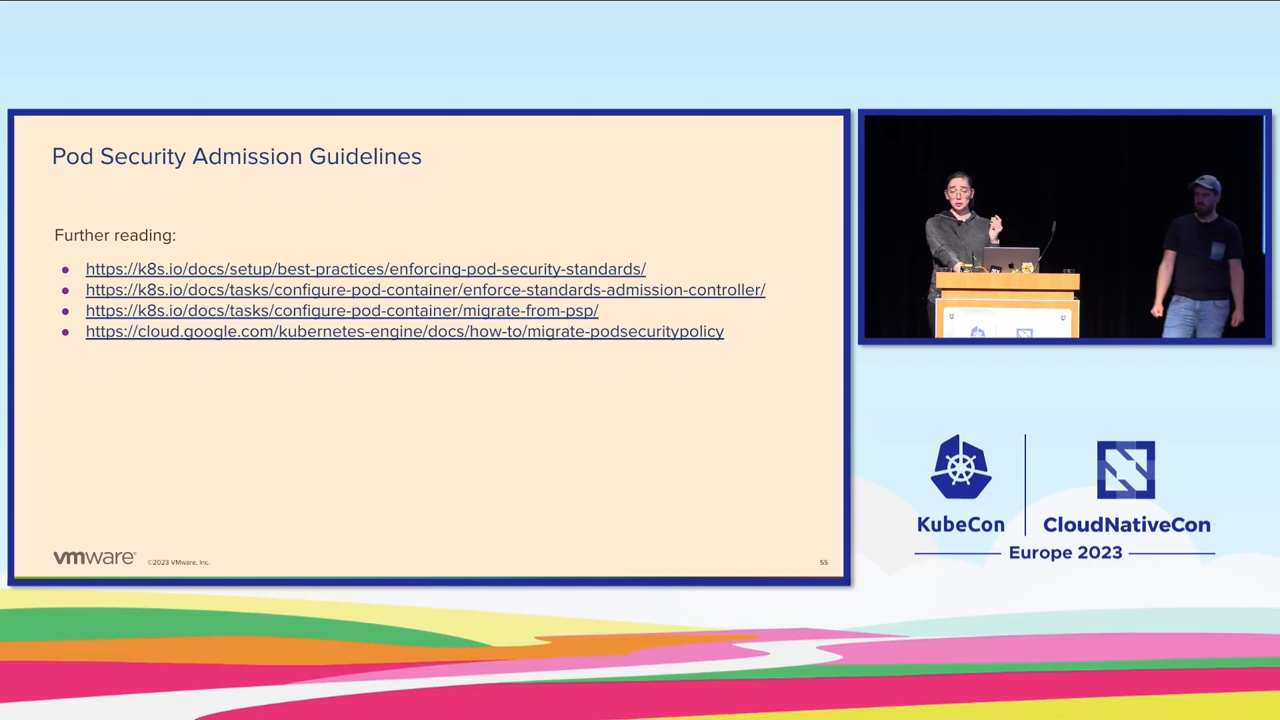 Pod Security Admission Guidelines
Further reading:
● https://k8s.io/docs/setup/best-practices/enforcing-pod-security-standards/
● https://k8s.io/docs/tasks/configure-pod-container/enforce-standards-admission-controller/
● https://k8s.io/docs/tasks/configure-pod-container/migrate-from-psp/
● https://cloud.google.com/kubernetes-engine/docs/how-to/migrate-podsecuritypolicy
vmware®
©2023 VMware, Inc.
55
KubeCon
CloudNativeCon
Europe 2023